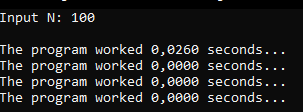 Input N: 100
The program worked 0,0260 seconds...
The program worked 0,0000 seconds...
The program worked 0,0000 seconds...
The program worked 0,0000 seconds...